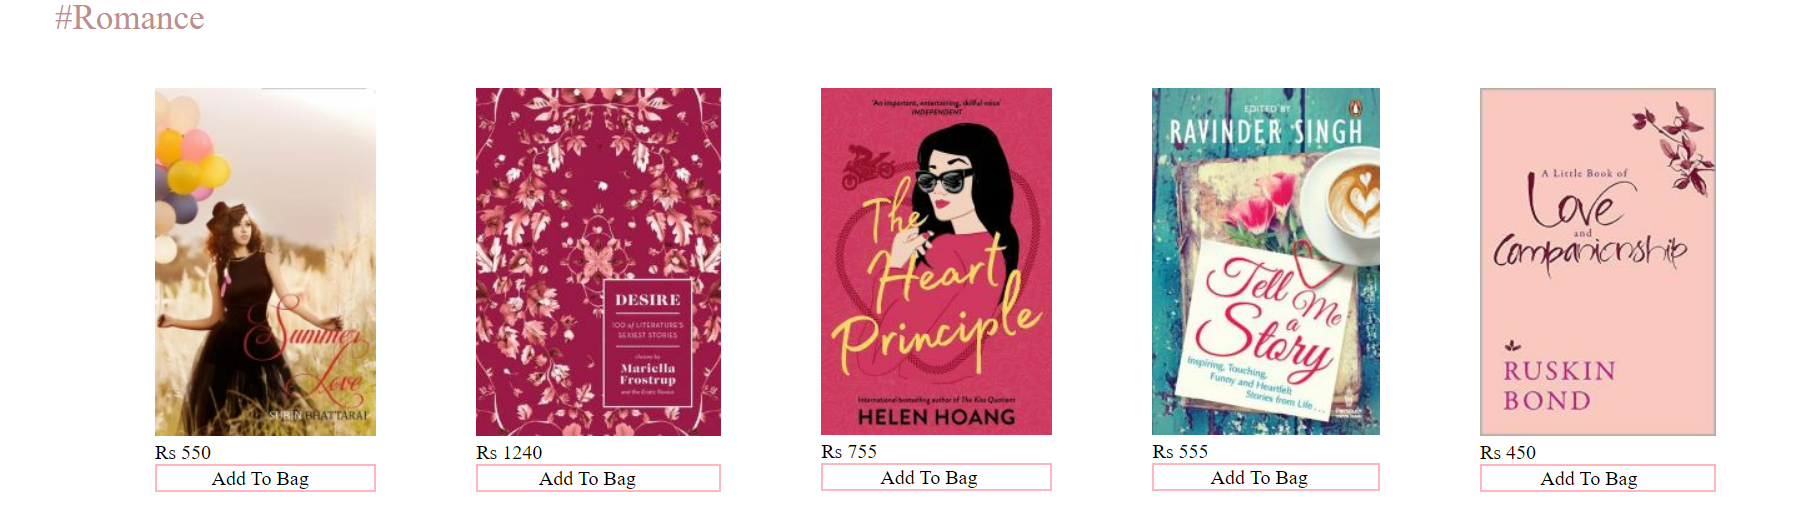 #Romance
Summer
Love
SUBIN BHATTARAI
Rs 550
Add To Bag
DESIRE
100 of LITERATURE'S
SEXIEST STORIES
chosen by
Mariella
Frostrup
and the Erotic Review
Rs 1240
Add To Bag
'An important, entertaining, skilful voice'
INDEPENDENT
The
Heart
Principle
International bestselling author of The Kiss Quotient
HELEN HOANG
Rs 755
Add To Bag
EDITED BY
RAVINDER SINGH
Tell Me
a
Story
Inspiring, Touching,
Funny and Heartfelt
Stories from Life...
Rs 555
Add To Bag
A Little Book of
Love
and
Companionship
RUSKIN
BOND
Rs 450
Add To Bag